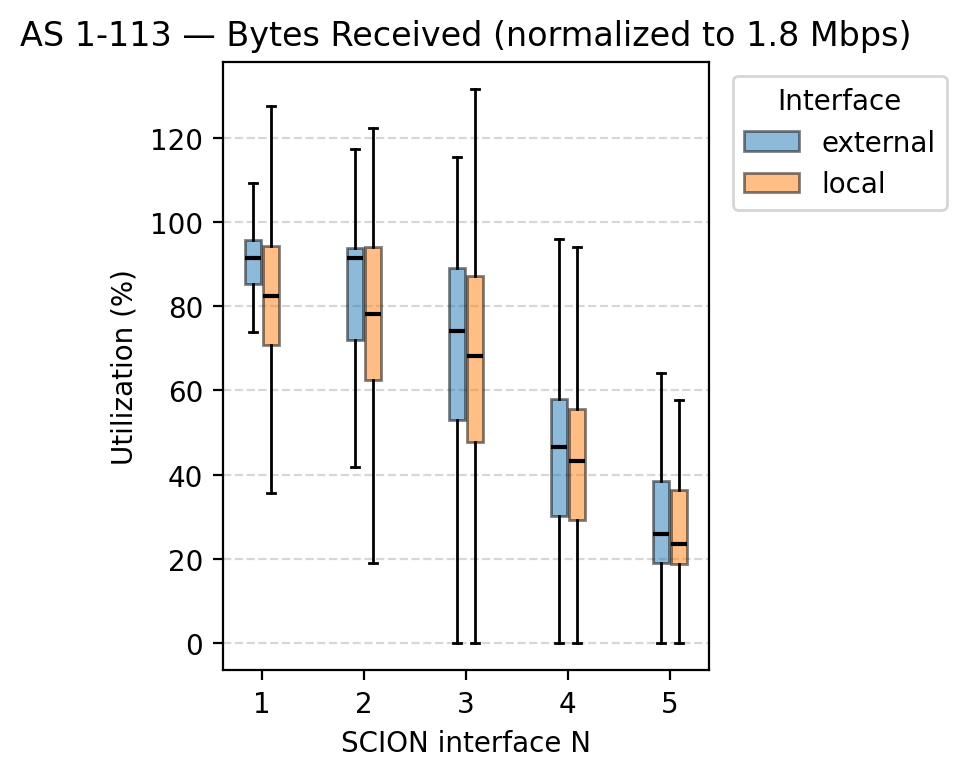 AS 1-113 — Bytes Received (normalized to 1.8 Mbps)
Interface
external
local
Utilization (%)
120
100
80
60
40
20
0
1 2 3 4 5
SCION interface N